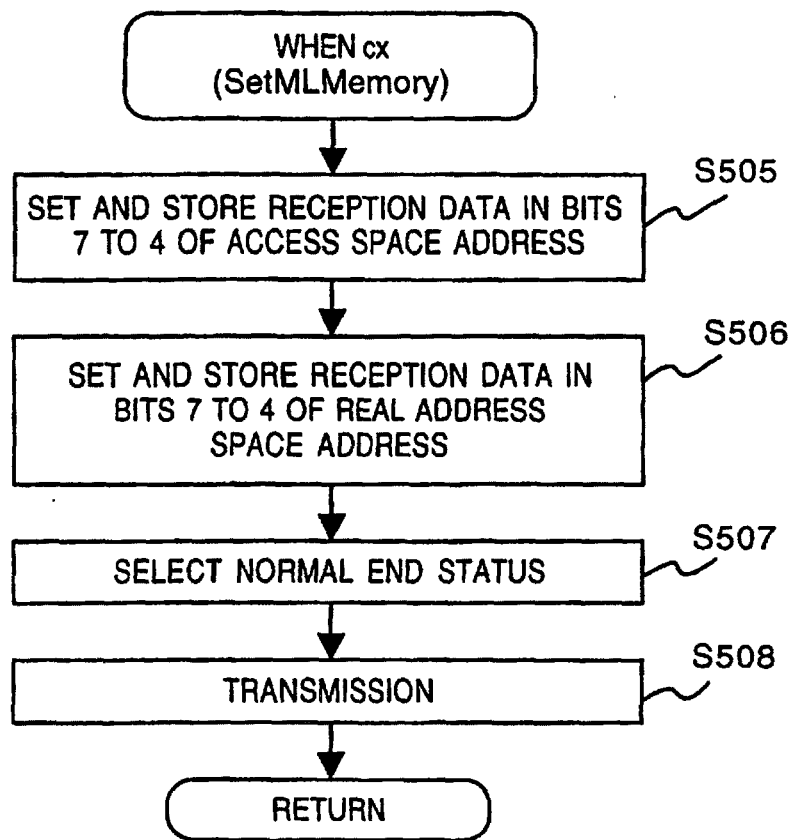 WHEN cx
(SetMLMemory)
S505
SET AND STORE RECEPTION DATA IN BITS
7 TO 4 OF ACCESS SPACE ADDRESS
S506
SET AND STORE RECEPTION DATA IN
BITS 7 TO 4 OF REAL ADDRESS
SPACE ADDRESS
S507
SELECT NORMAL END STATUS
S508
TRANSMISSION
RETURN